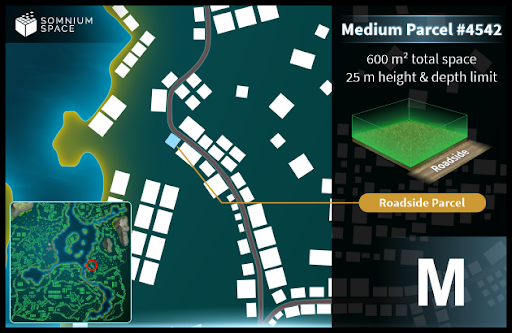 SOMNIUM
SPACE
Medium Parcel #4542
600 m² total space
25 m height & depth limit
Roadside
Roadside Parcel
M